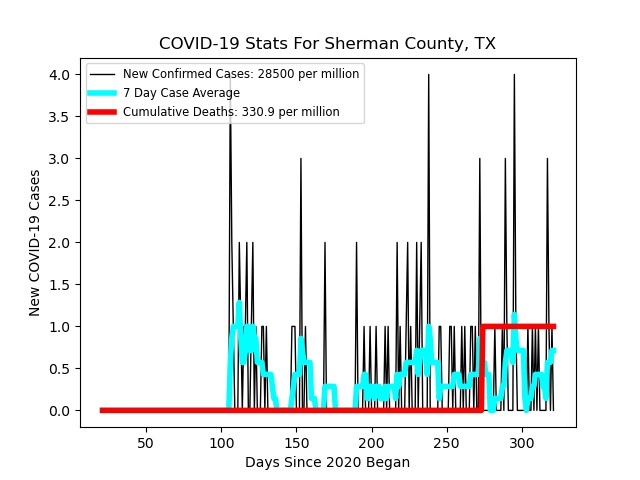 COVID-19 Stats For Sherman County, TX
New Confirmed Cases: 28500 per million
7 Day Case Average
Cumulative Deaths: 330.9 per million
New COVID-19 Cases
4.0
3.5
3.0
2.5
2.0
1.5
1.0
0.5
0.0
50 100 150 200 250 300
Days Since 2020 Began